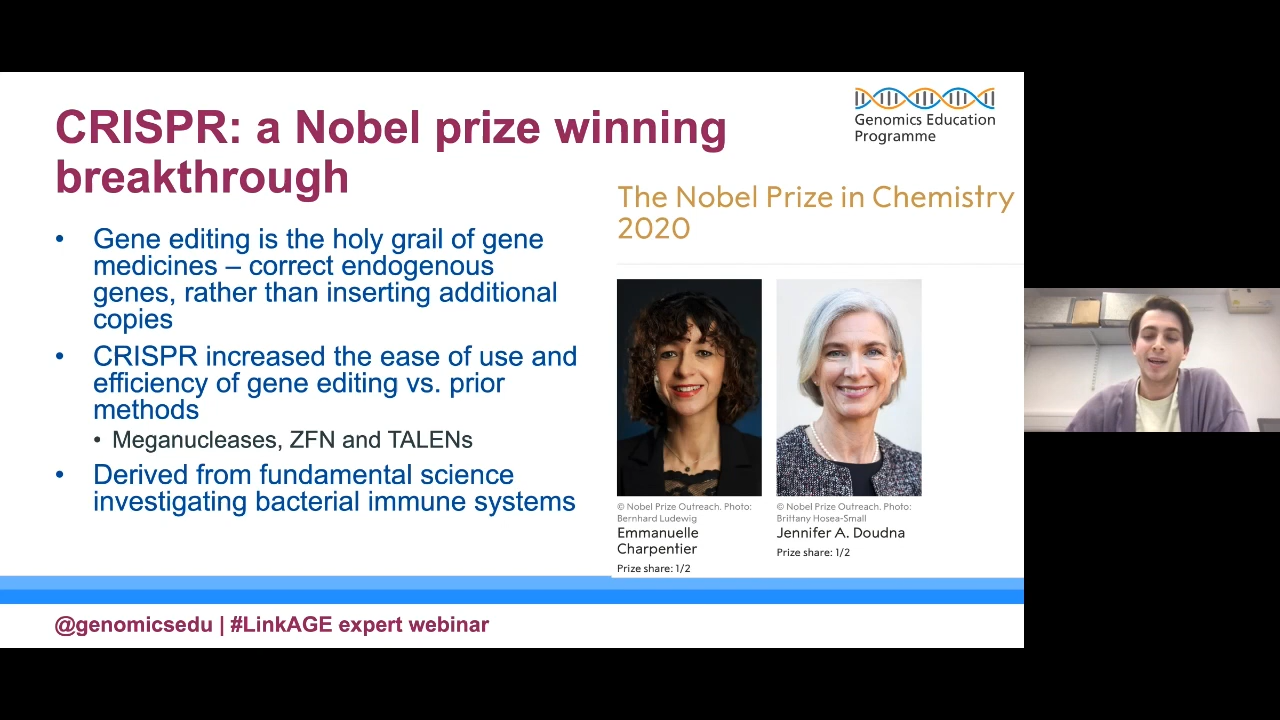 CRISPR: a Nobel prize winning
breakthrough
Genomics Education
Programme
• Gene editing is the holy grail of gene
medicines – correct endogenous
genes, rather than inserting additional
copies
• CRISPR increased the ease of use and
efficiency of gene editing vs. prior
methods
• Meganucleases, ZFN and TALENs
• Derived from fundamental science
investigating bacterial immune systems
The Nobel Prize in Chemistry
2020
© Nobel Prize Outreach. Photo:
Bernhard Ludewig
Emmanuelle
Charpentier
Prize share: 1/2
© Nobel Prize Outreach. Photo:
Brittany Hosea-Small
Jennifer A. Doudna
Prize share: 1/2
@genomicsedu | #LinkAGE expert webinar